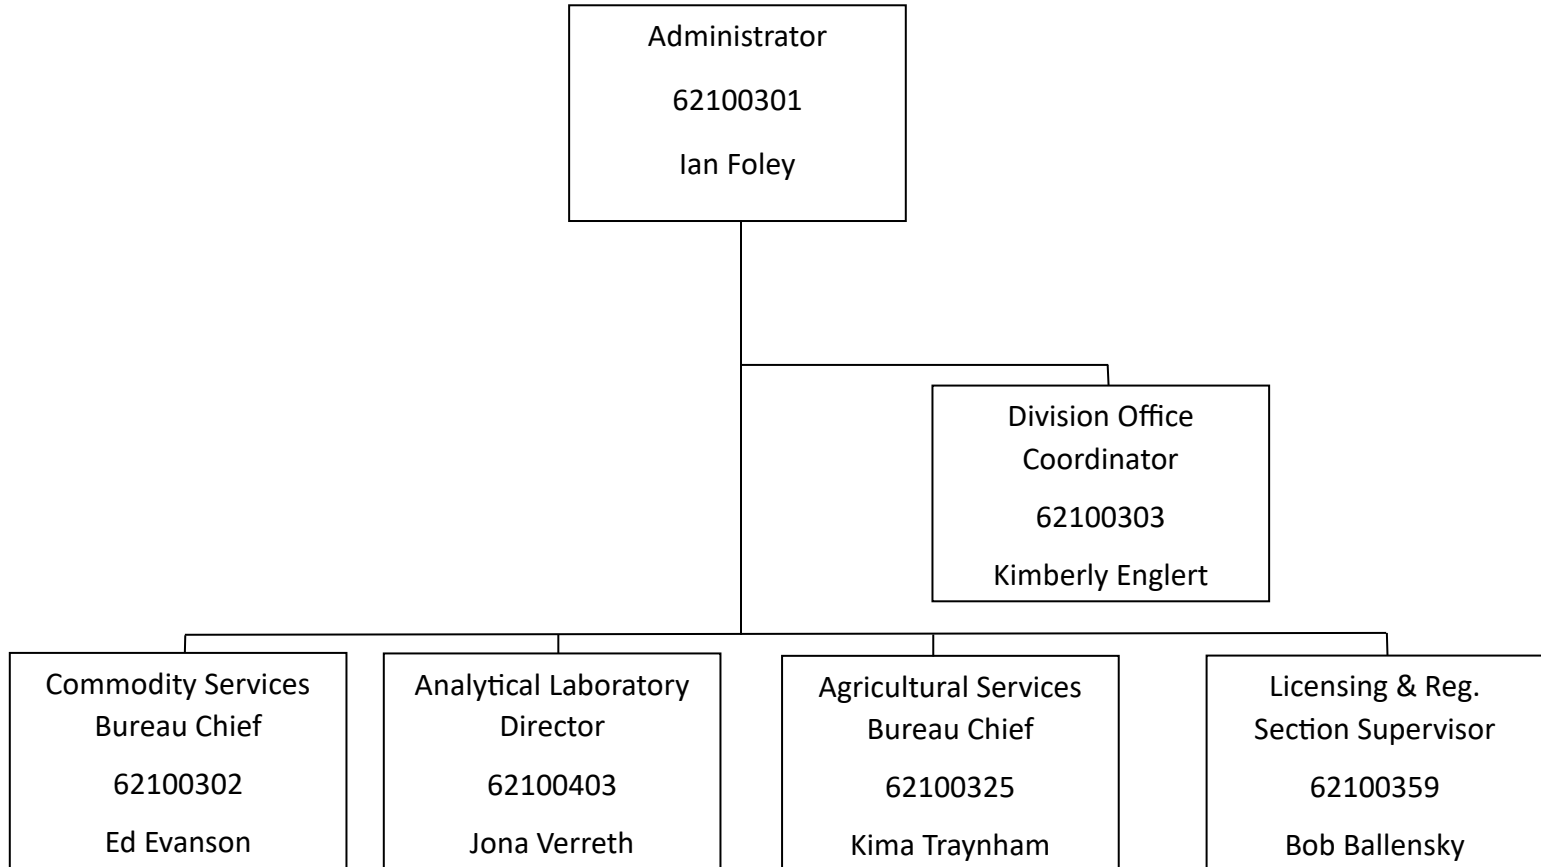 Administrator
62100301
Ian Foley
Division Office
Coordinator
62100303
Kimberly Englert
Commodity Services
Bureau Chief
62100302
Ed Evanson
Analytical Laboratory
Director
62100403
Jona Verreth
Agricultural Services
Bureau Chief
62100325
Kima Traynham
Licensing & Reg.
Section Supervisor
62100359
Bob Ballensky